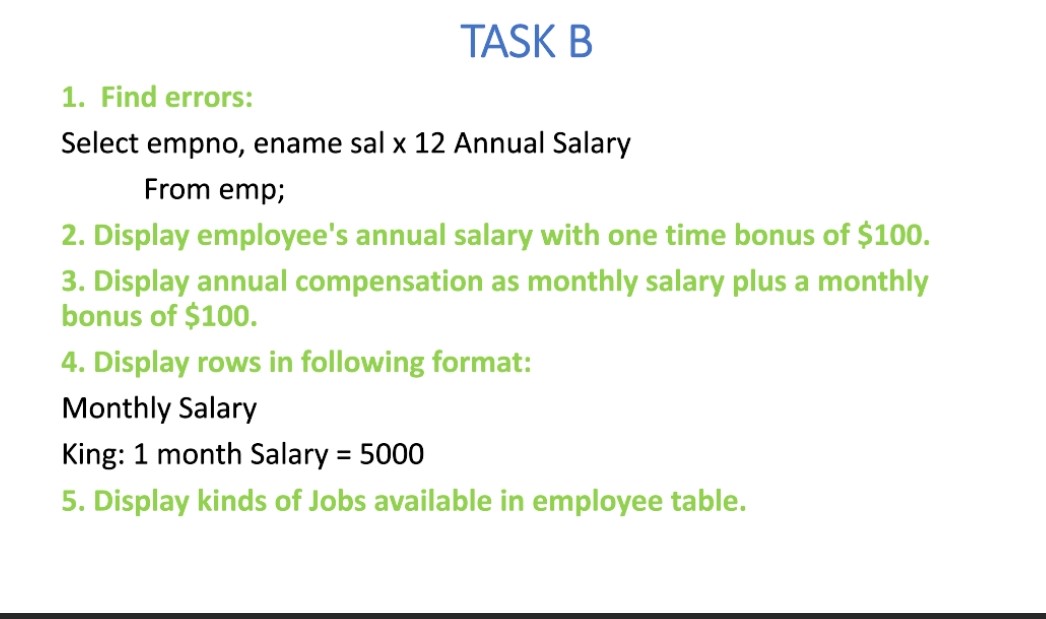 TASK B
1. Find errors:
Select empno, ename sal x 12 Annual Salary
From emp;
2. Display employee's annual salary with one time bonus of $100.
3. Display annual compensation as monthly salary plus a monthly
bonus of $100.
4. Display rows in following format:
Monthly Salary
King: 1 month Salary = 5000
5. Display kinds of Jobs available in employee table.